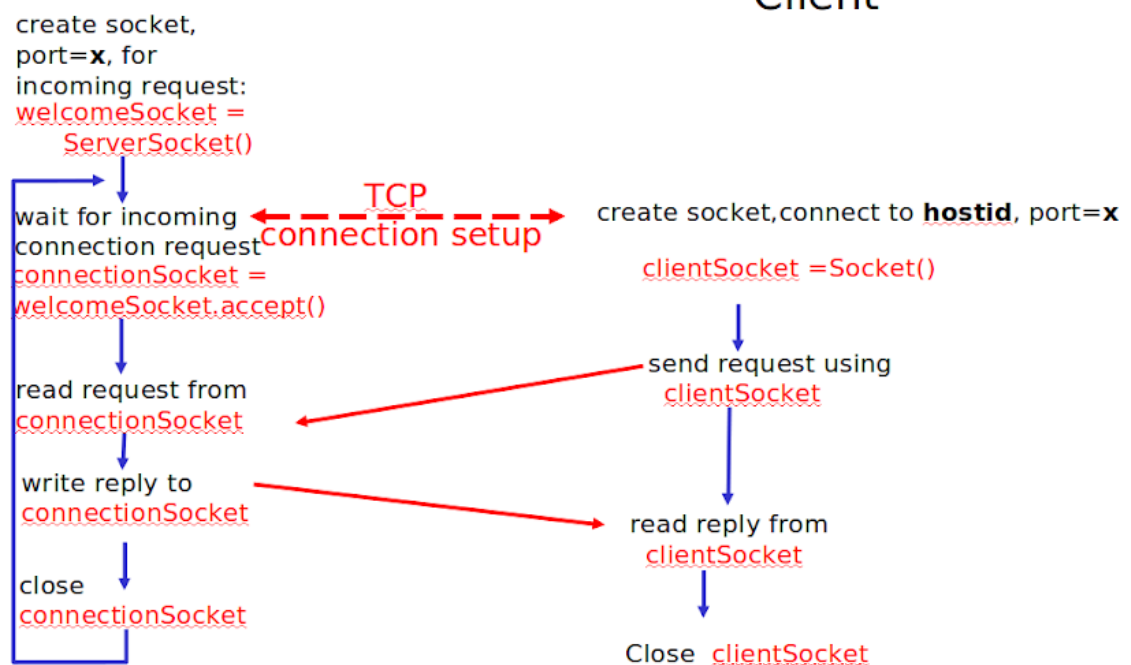 Client
create socket,
port=x, for
incoming request:
welcomeSocket =
ServerSocket()
wait for incoming
connection request
connectionSocket =
welcomeSocket.accept()
read request from
connectionSocket
write reply to
connectionSocket
close
connectionSocket
TCP
connection setup
create socket,connect to hostid, port=x
clientSocket =Socket()
send request using
clientSocket
read reply from
clientSocket
Close clientSocket